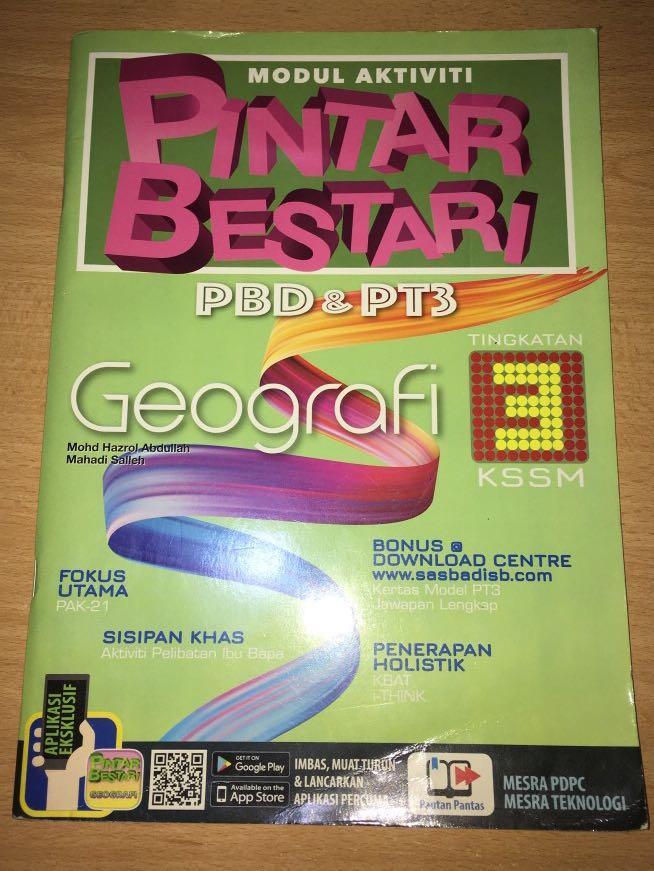 MODUL AKTIVITI
PINTAR
BESTARI
PBD & PT3
TINGKATAN
3
KSSM
Geografi
Mohd Hazrol Abdullah
Mahadi Salleh
FOKUS
UTAMA
PAK-21
BONUS @
DOWNLOAD CENTRE
www.sasbadisb.com
Kertas Model PT3
Jawapan Lengkap
SISIPAN KHAS
Aktiviti Pelibatan Ibu Bapa
PENERAPAN
HOLISTIK
KBAT
i-THINK
APLIKASI
EKSKLUSIF
PINTAR
BESTARI
GEOGRAFI
GET IT ON
Google Play
Available on the
App Store
IMBAS, MUAT TURUN
& LANCARKAN
APLIKASI PERCUMA
Pautan Pantas
MESRA PDPC
MESRA TEKNOLOGI